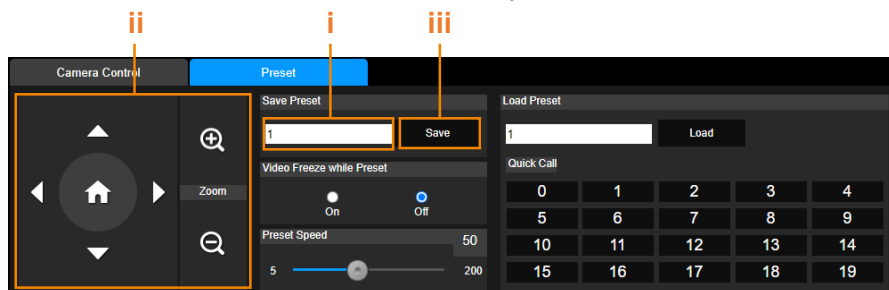 ii i iii
Camera Control Preset
Save Preset Load Preset
1 Save 1 Load
Video Freeze while Preset Quick Call
Zoom
0 1 2 3 4
On Off
5 6 7 8 9
Preset Speed 50
10 11 12 13 14
5 200
15 16 17 18 19